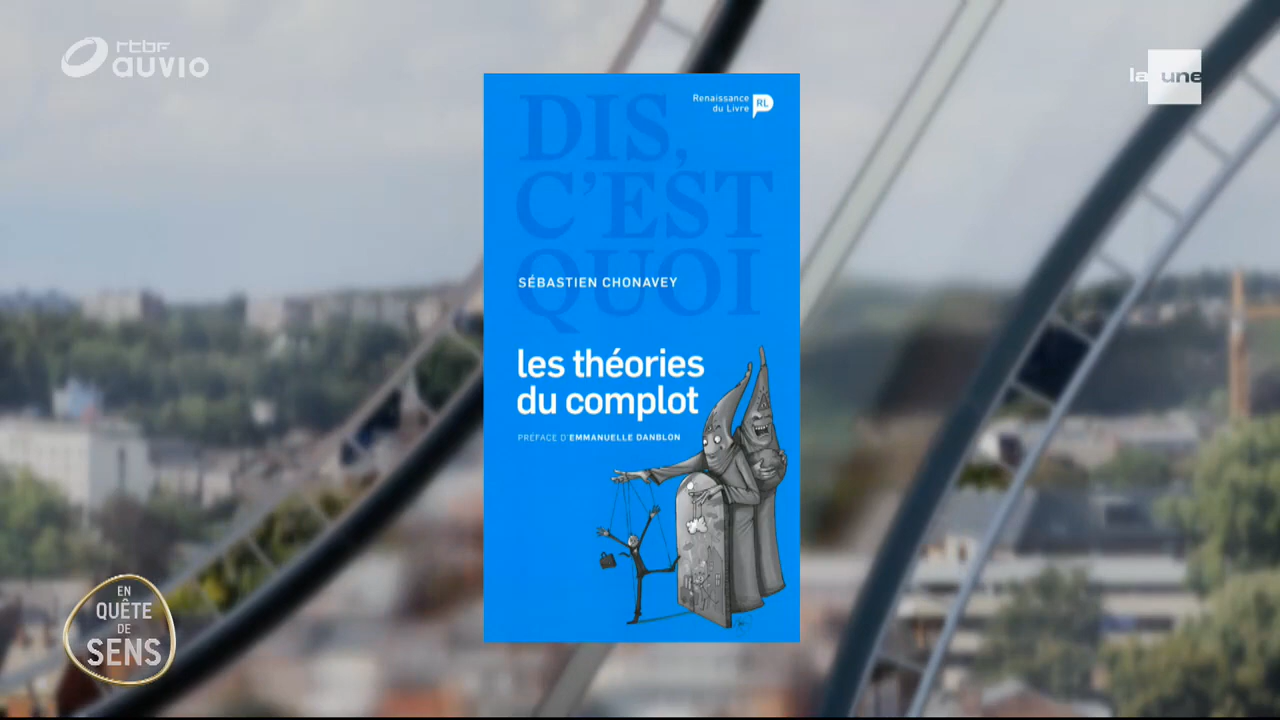 rtbf
auvio
la une
Renaissance
du Livre
RL
DIS,
C'EST
QUOI
SÉBASTIEN CHONAVEY
les théories
du complot
PRÉFACE D'EMMANUELLE DANBLON
EN
QUÊTE
DE
SENS